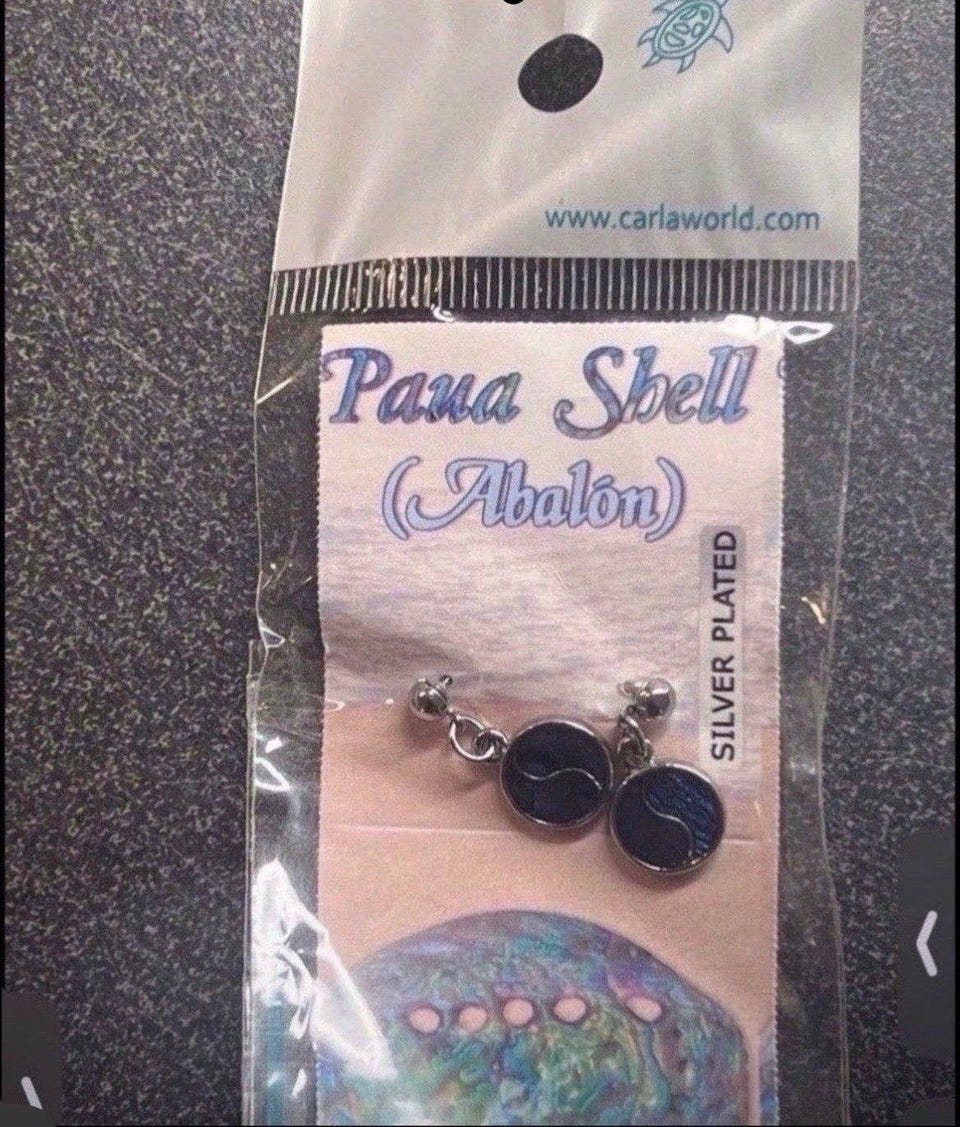 www.carlaworld.com
Paua Shell
(Abalón)
SILVER PLATED